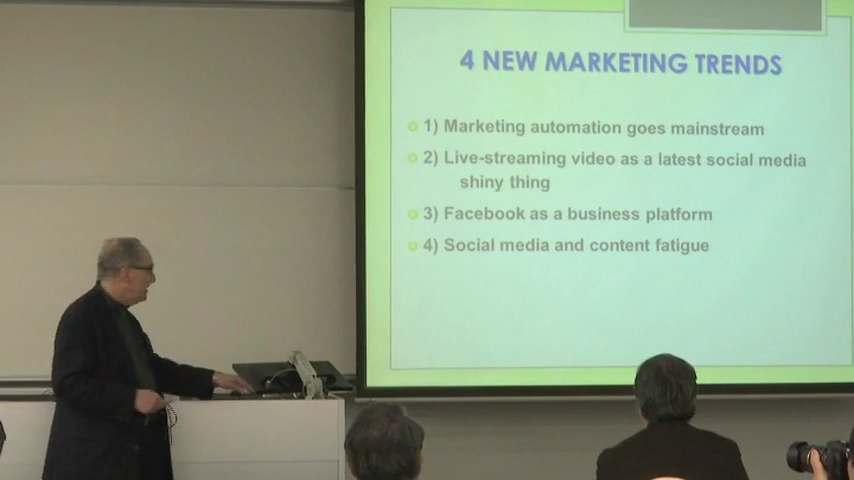 4 NEW MARKETING TRENDS
1) Marketing automation goes mainstream
2) Live-streaming video as a latest social media
shiny thing
3) Facebook as a business platform
4) Social media and content fatigue